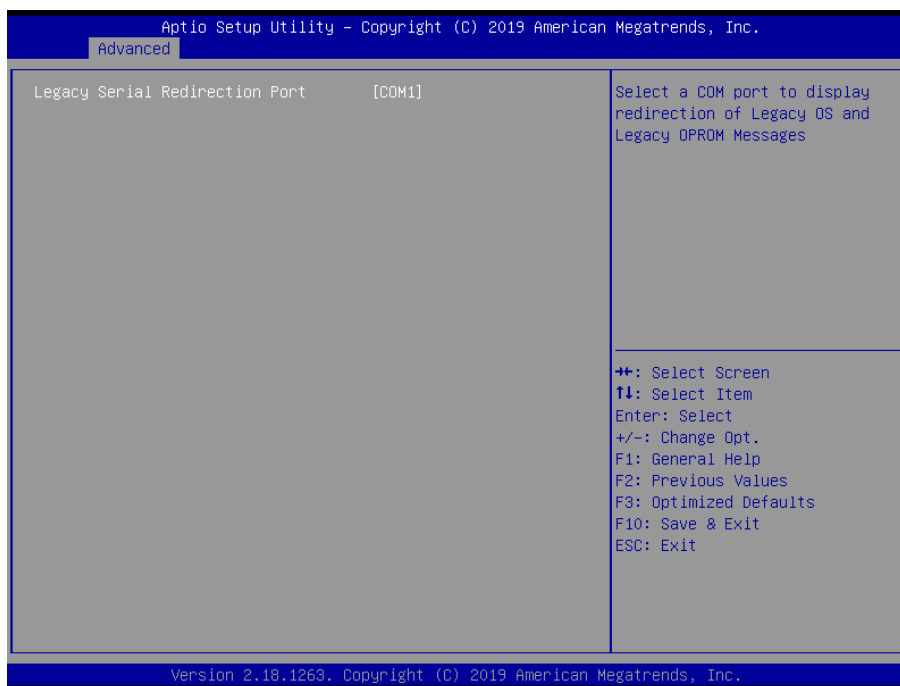 Aptio Setup Utility – Copyright (C) 2019 American Megatrends, Inc.
Advanced
Legacy Serial Redirection Port [COM1]
Select a COM port to display
redirection of Legacy OS and
Legacy OPROM Messages
→←: Select Screen
↑↓: Select Item
Enter: Select
+/-: Change Opt.
F1: General Help
F2: Previous Values
F3: Optimized Defaults
F10: Save & Exit
ESC: Exit
Version 2.18.1263. Copyright (C) 2019 American Megatrends, Inc.